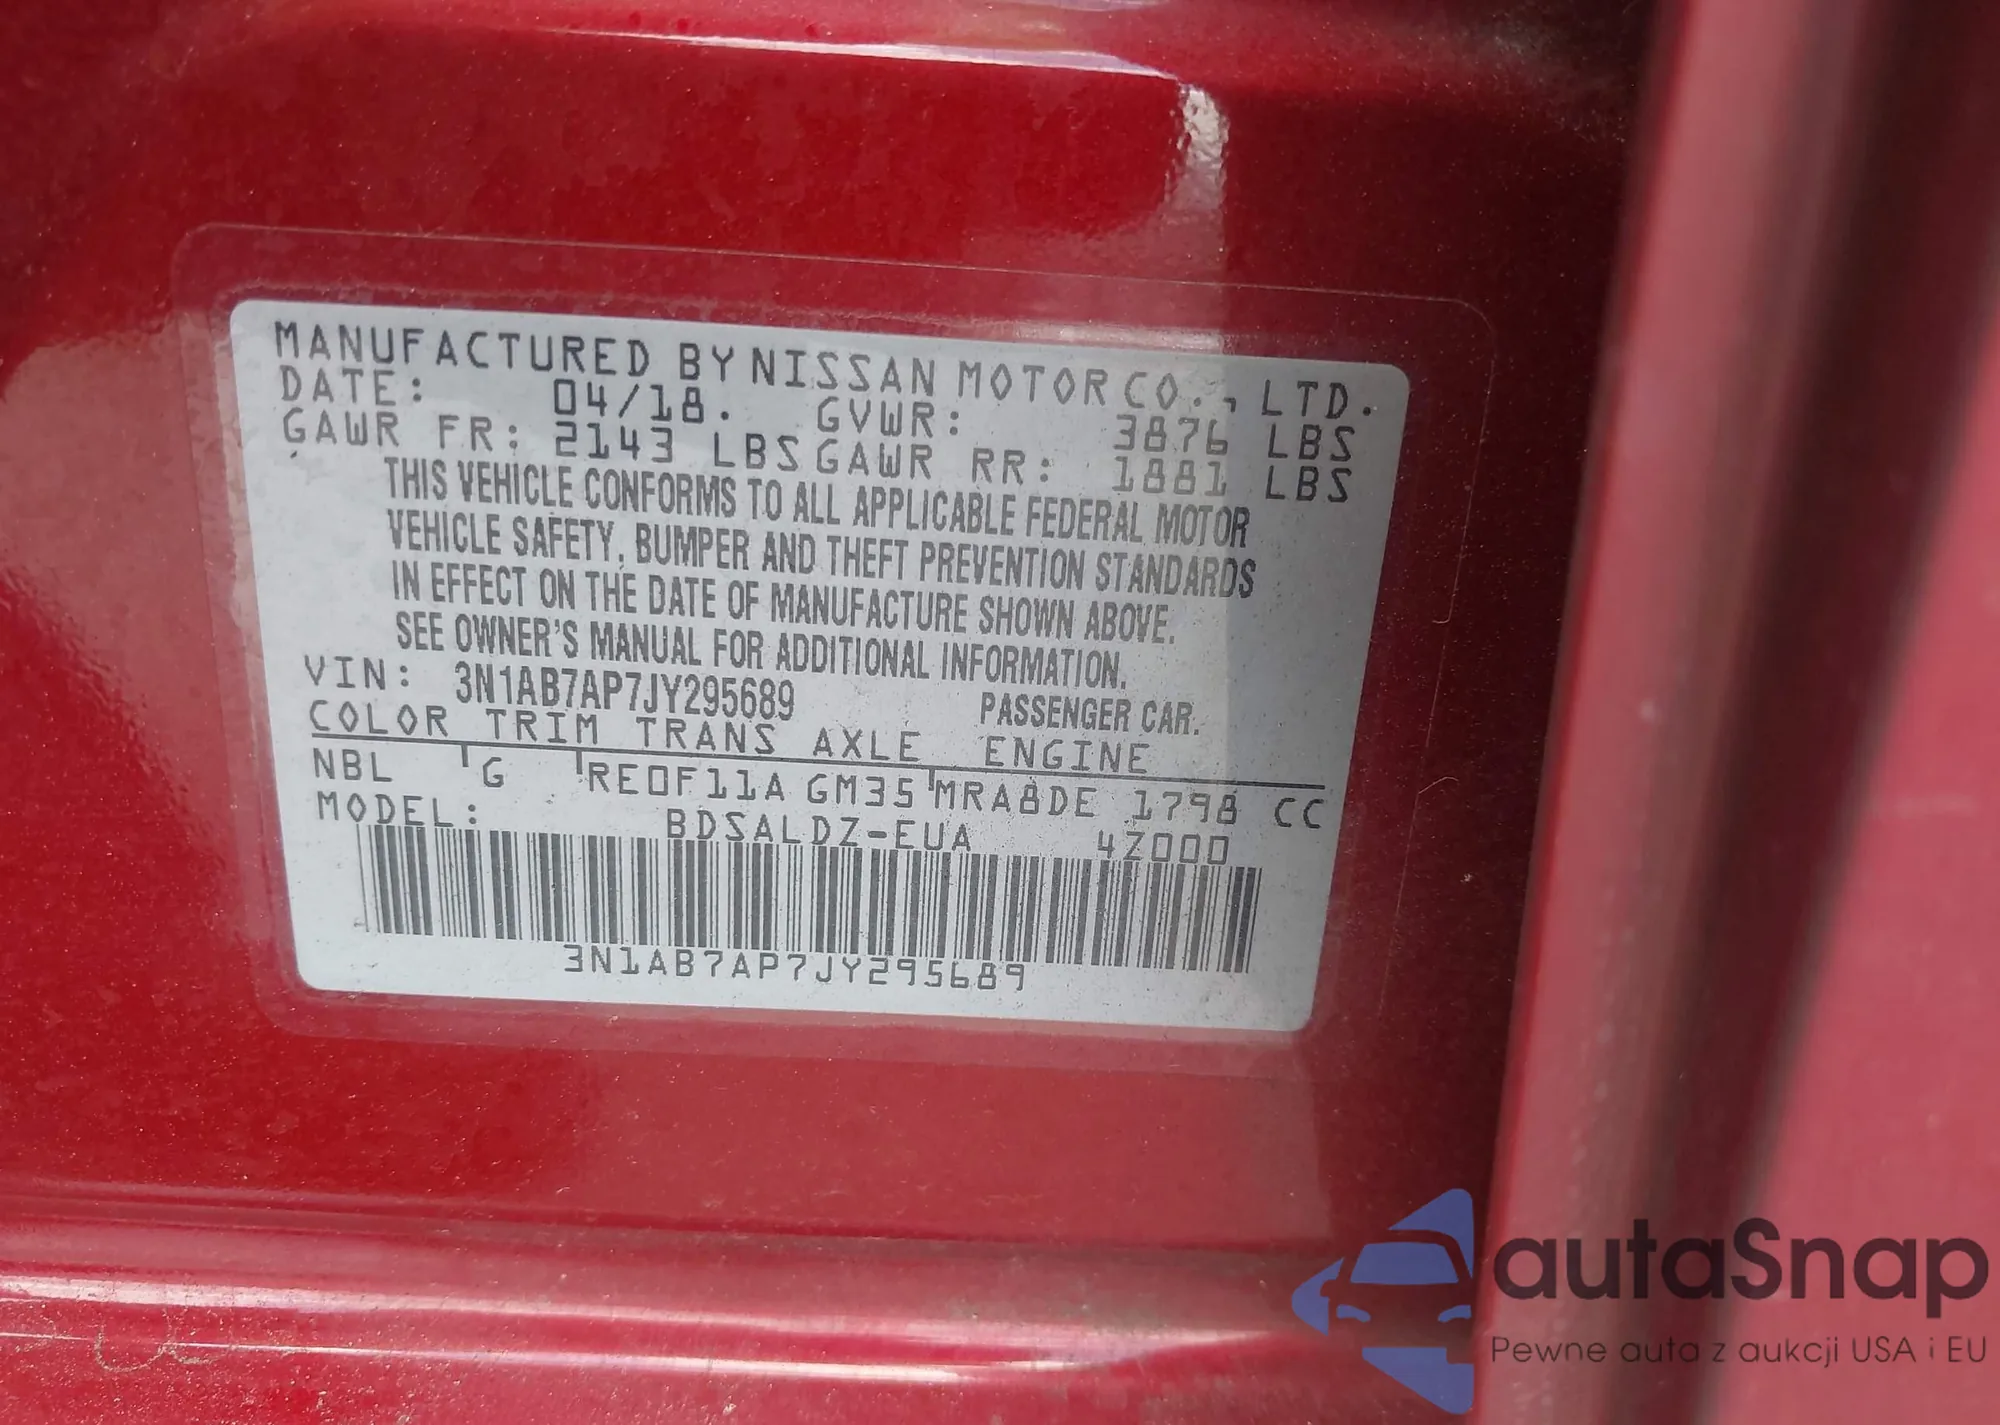 MANUFACTURED BY NISSAN MOTOR CO., LTD.
DATE: 04/18. GVWR: 3876 LBS
GAWR FR: 2143 LBS GAWR RR: 1881 LBS
THIS VEHICLE CONFORMS TO ALL APPLICABLE FEDERAL MOTOR
VEHICLE SAFETY, BUMPER AND THEFT PREVENTION STANDARDS
IN EFFECT ON THE DATE OF MANUFACTURE SHOWN ABOVE.
SEE OWNER'S MANUAL FOR ADDITIONAL INFORMATION.
VIN: 3N1AB7AP7JY295689 PASSENGER CAR.
COLOR TRIM TRANS AXLE ENGINE
NBL G RE0F11A GM35 MRA8DE 1798 CC
MODEL: BDSALDZ-EUA 4Z000
3N1AB7AP7JY295689
autaSnap
Pewne auta z aukcji USA i EU